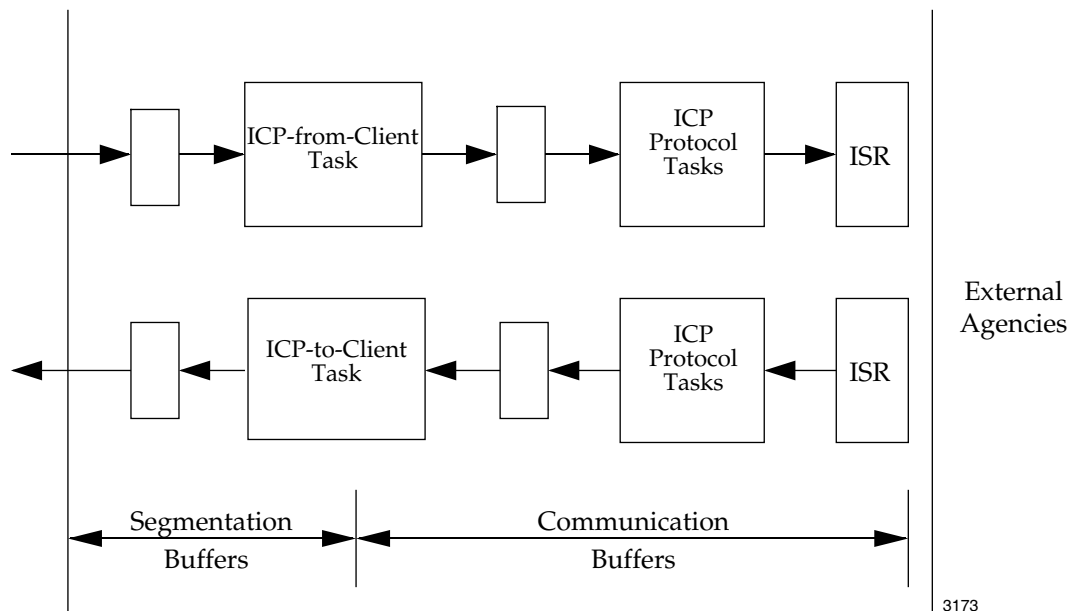 ICP-from-Client
Task
ICP
Protocol
Tasks
ISR
ICP-to-Client
Task
ICP
Protocol
Tasks
ISR
External
Agencies
Segmentation
Buffers
Communication
Buffers
3173